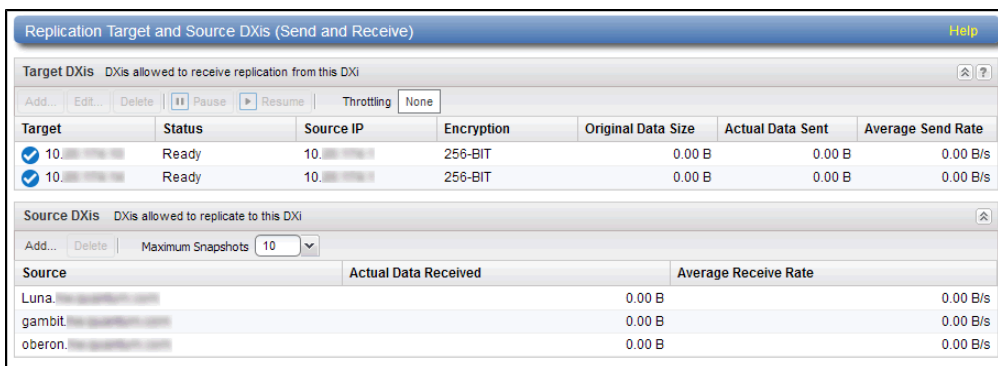 Replication Target and Source DXis (Send and Receive) Help
Target DXis DXis allowed to receive replication from this DXi ?
Add... Edit... Delete Pause Resume Throttling None
Target Status Source IP Encryption Original Data Size Actual Data Sent Average Send Rate
10. Ready 10. 256-BIT 0.00 B 0.00 B 0.00 B/s
10. Ready 10. 256-BIT 0.00 B 0.00 B 0.00 B/s
Source DXis DXis allowed to replicate to this DXi
Add... Delete Maximum Snapshots 10
Source Actual Data Received Average Receive Rate
Luna. 0.00 B 0.00 B/s
gambit. 0.00 B 0.00 B/s
oberon. 0.00 B 0.00 B/s